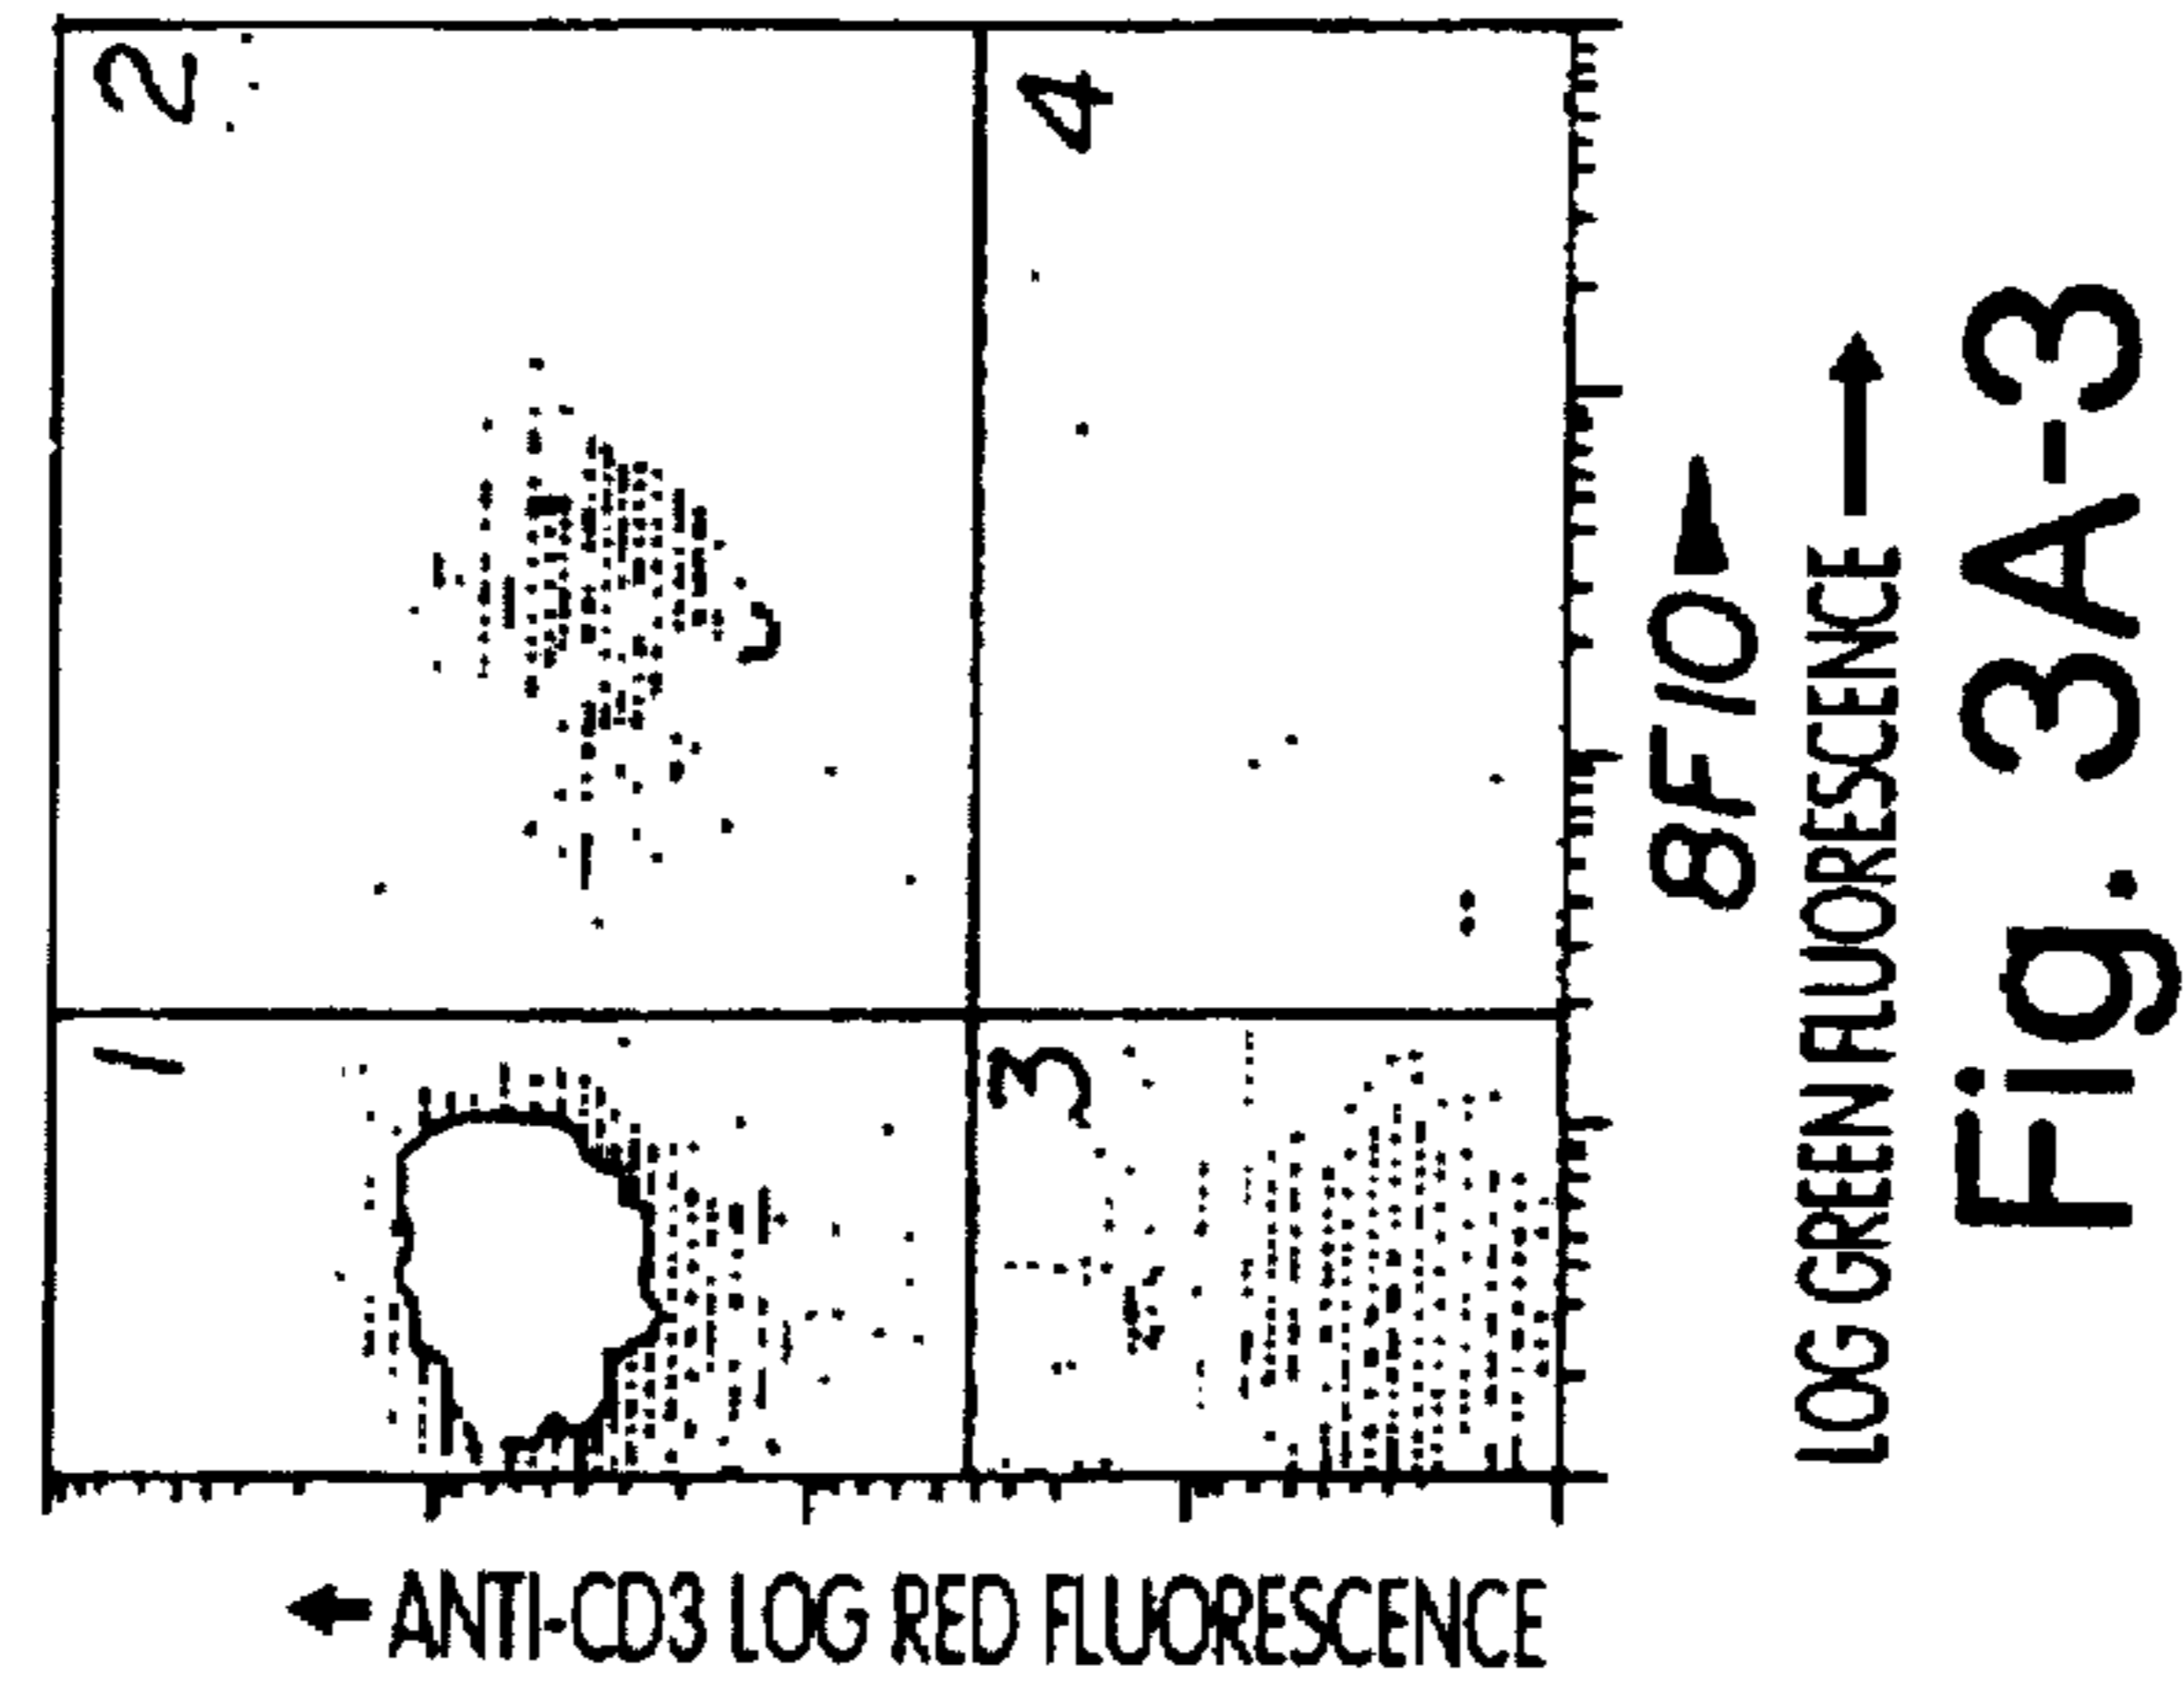 1
2
3
4
ANTI-CD3 LOG RED FLUORESCENCE
8F10
LOG GREEN FLUORESCENCE
Fig. 3A-3